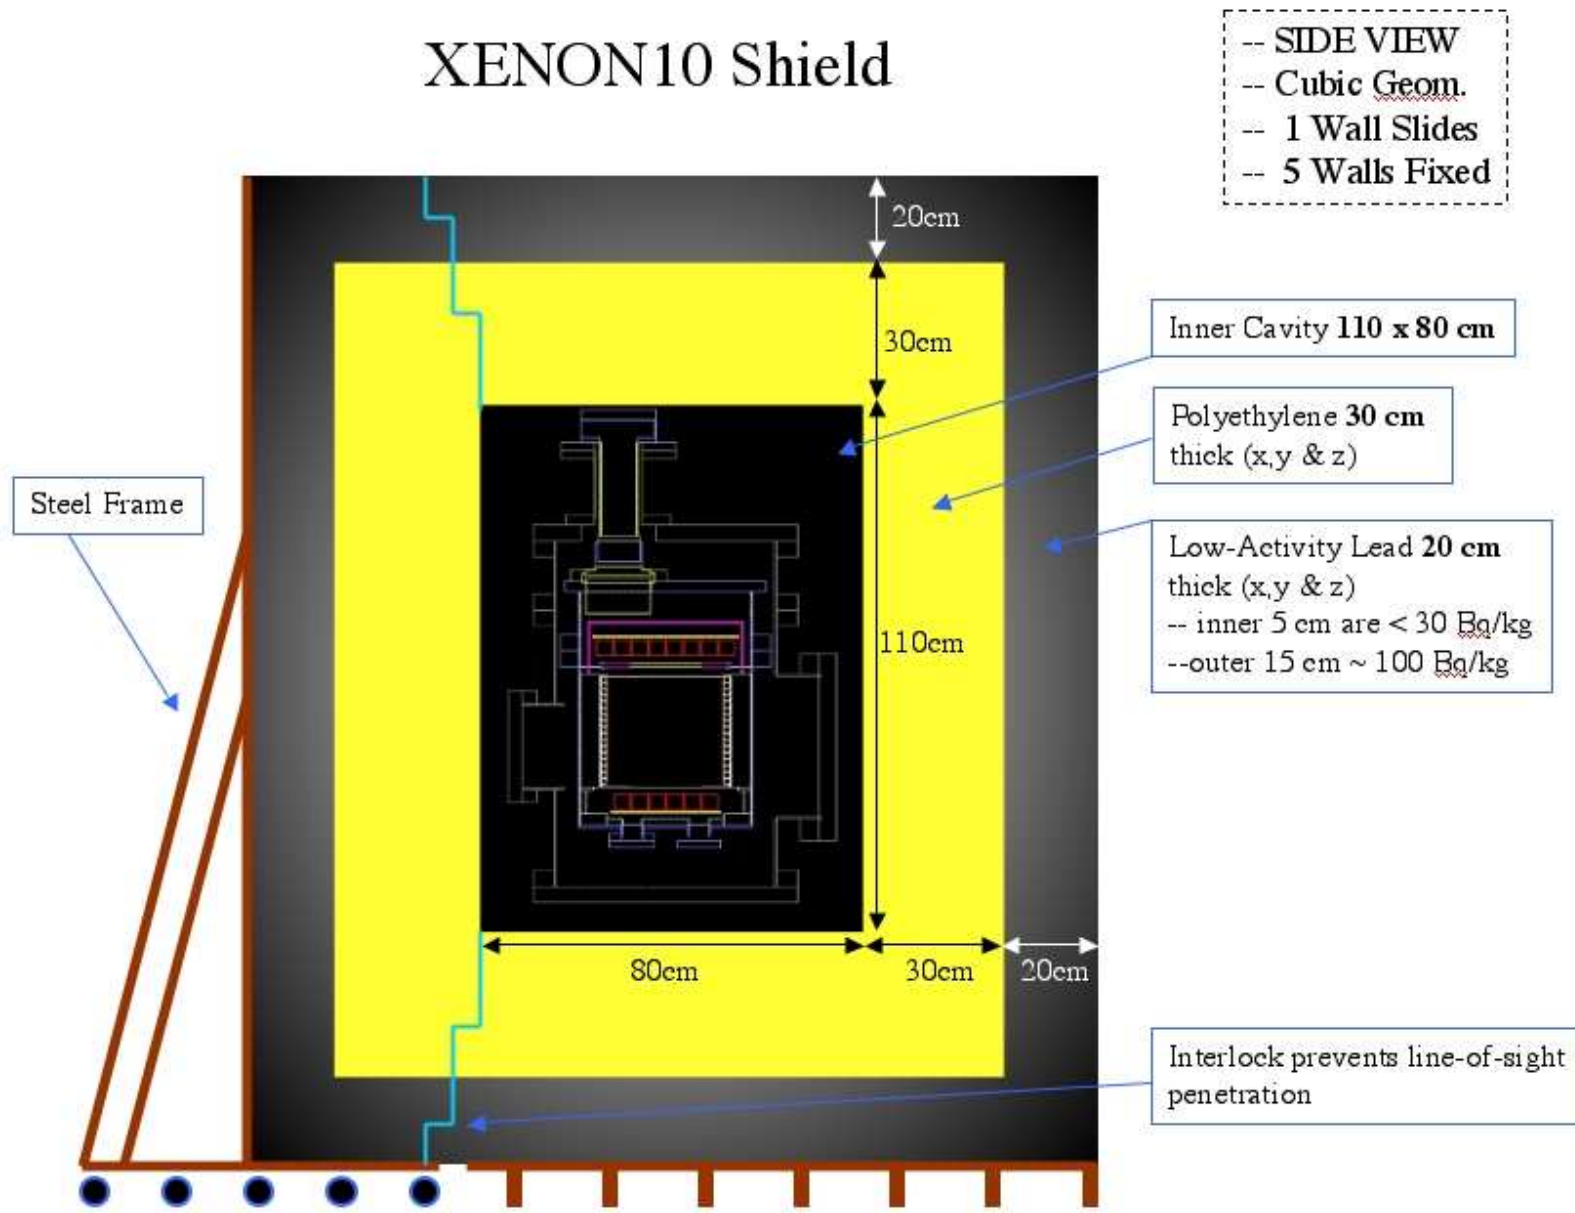 XENON10 Shield
-- SIDE VIEW
-- Cubic Geom.
-- 1 Wall Slides
-- 5 Walls Fixed
20cm
30cm
Inner Cavity 110 x 80 cm
Polyethylene 30 cm
thick (x,y & z)
Steel Frame
Low-Activity Lead 20 cm
thick (x,y & z)
-- inner 5 cm are < 30 Bq/kg
--outer 15 cm ~ 100 Bq/kg
110cm
80cm
30cm
20cm
Interlock prevents line-of-sight
penetration